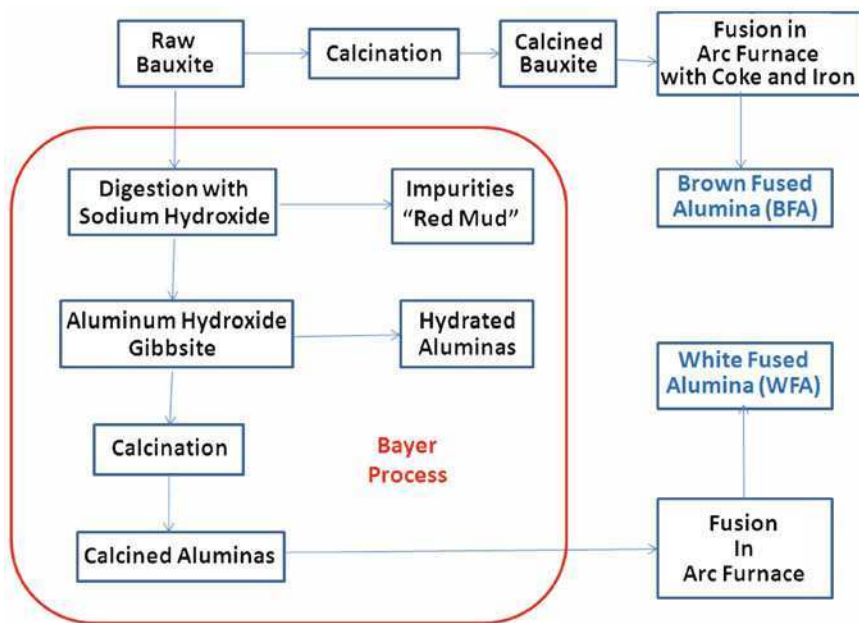 Raw
Bauxite
Calcination
Calcined
Bauxite
Fusion in
Arc Furnace
with Coke and Iron
Digestion with
Sodium Hydroxide
Impurities
“Red Mud”
Brown Fused
Alumina (BFA)
Aluminum Hydroxide
Gibbsite
Hydrated
Aluminas
White Fused
Alumina (WFA)
Calcination
Bayer
Process
Calcined Aluminas
Fusion
In
Arc Furnace